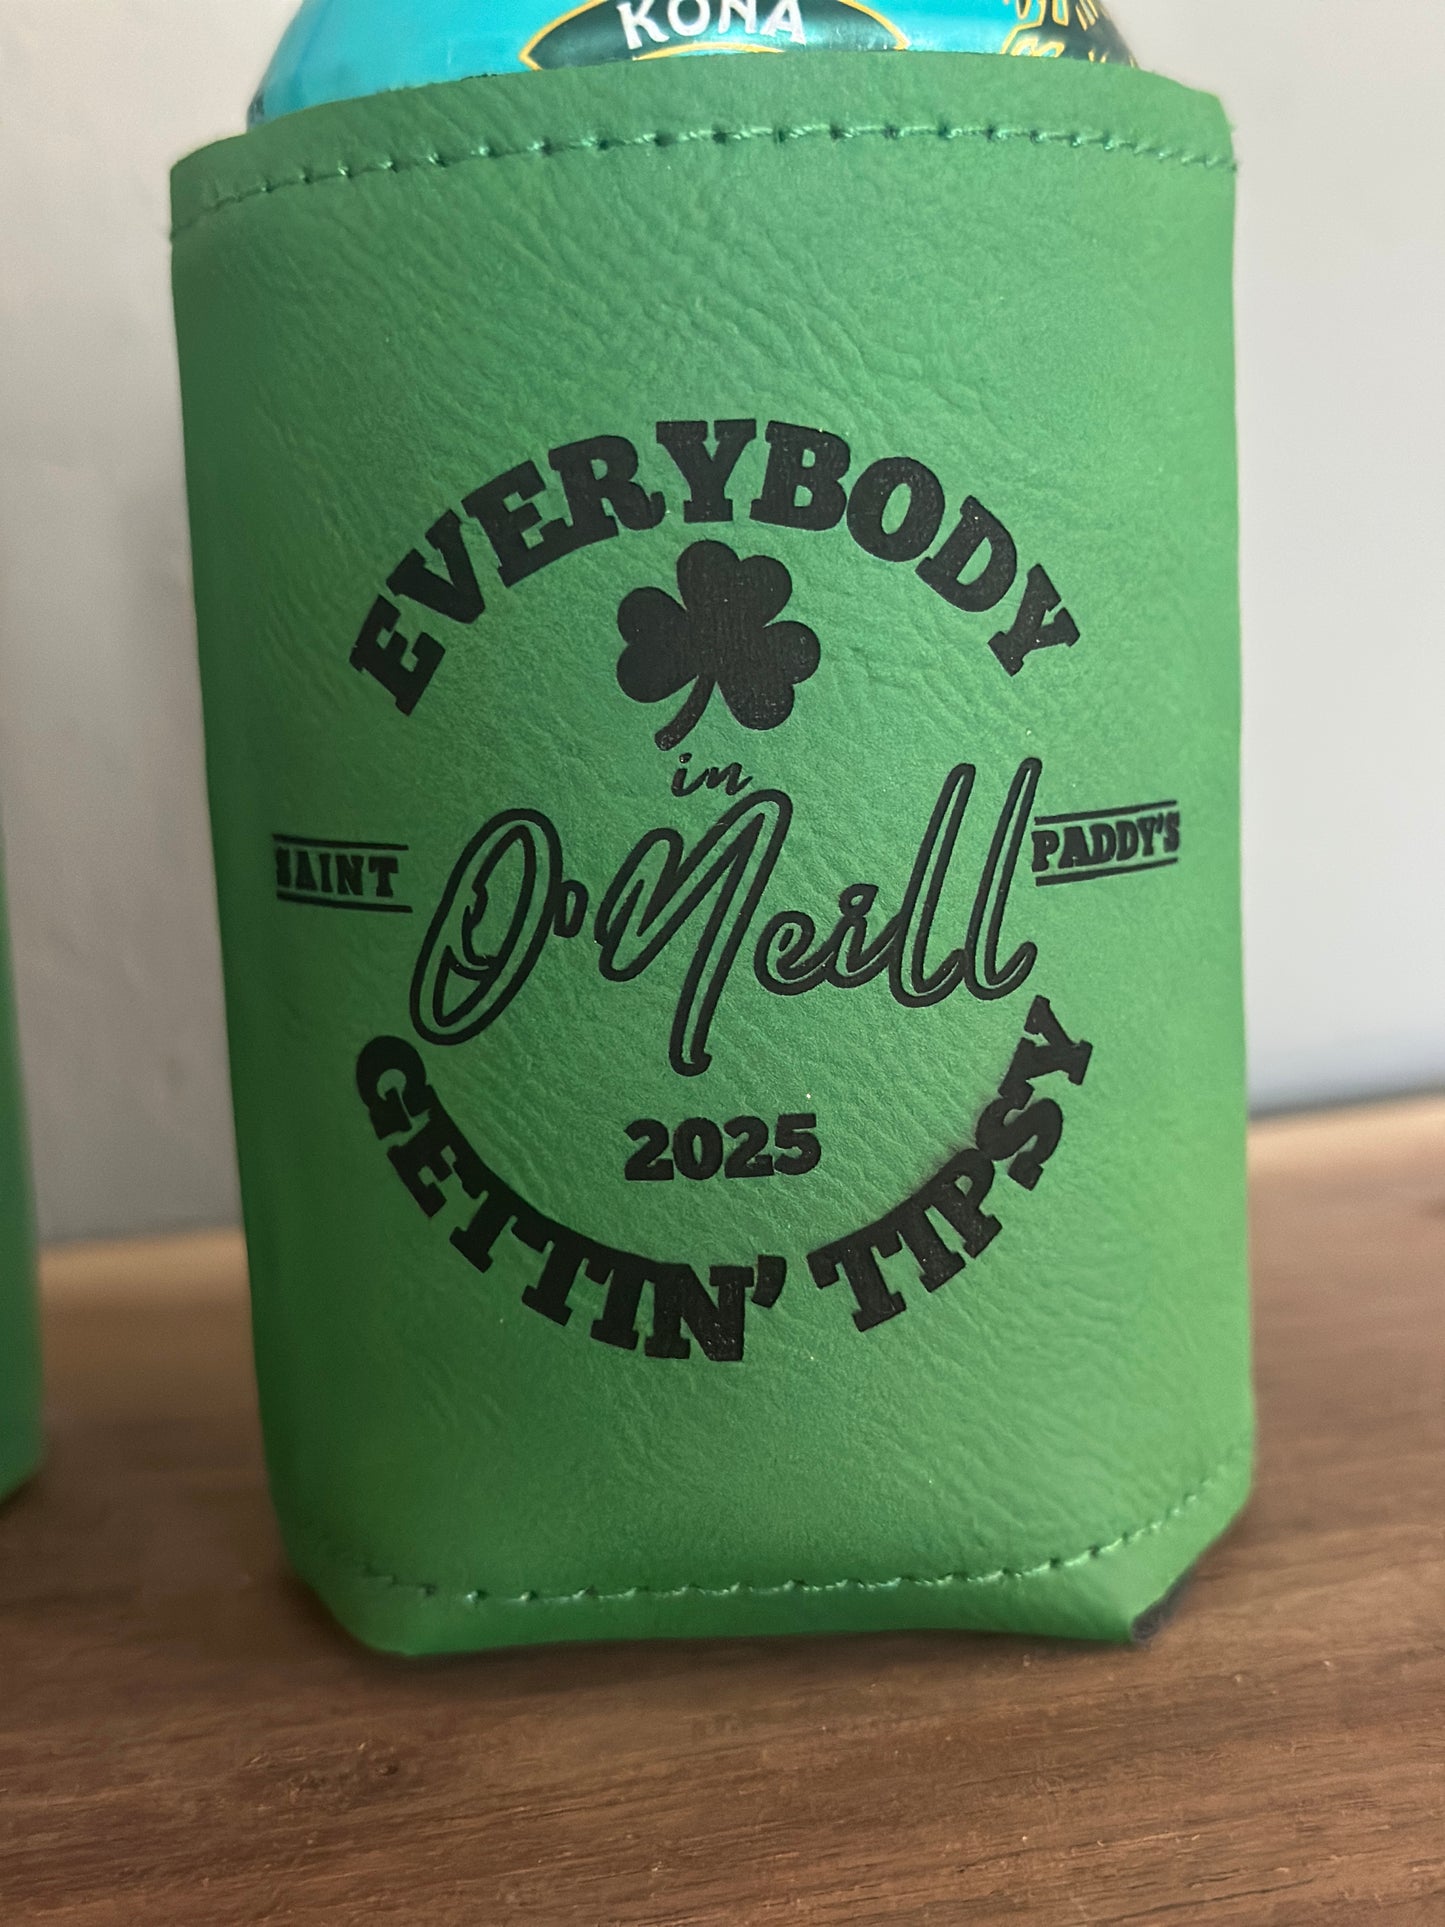 KONA
EVERYBODY
in
SAINT O'Neill PADDY'S
2025
GETTIN' TIPSY